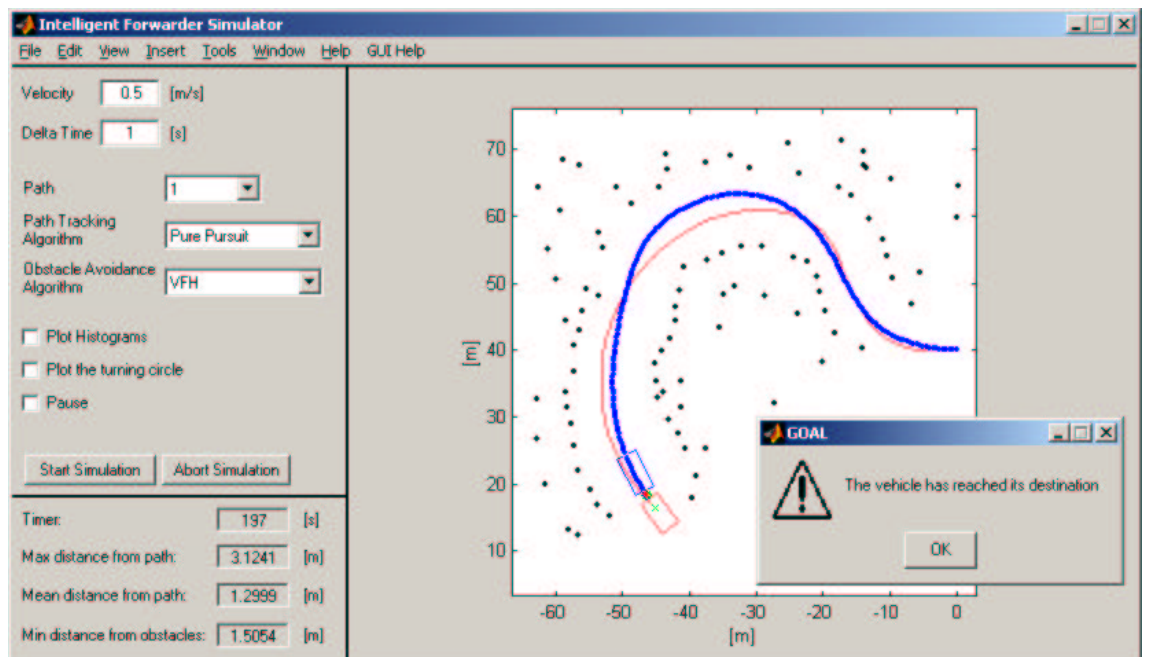 Intelligent Forwarder Simulator
File Edit View Insert Tools Window Help GUI Help
Velocity 0.5 [m/s]
Delta Time 1 [s]
Path 1
Path Tracking
Algorithm Pure Pursuit
Obstacle Avoidance
Algorithm VFH
Plot Histograms
Plot the turning circle
Pause
Start Simulation Abort Simulation
Timer: 197 [s]
Max distance from path: 3.1241 [m]
Mean distance from path: 1.2999 [m]
Min distance from obstacles: 1.5054 [m]
70
60
50
40
30
20
10
[m]
-60 -50 -40 -30 -20 -10 0
[m]
GOAL
The vehicle has reached its destination
OK